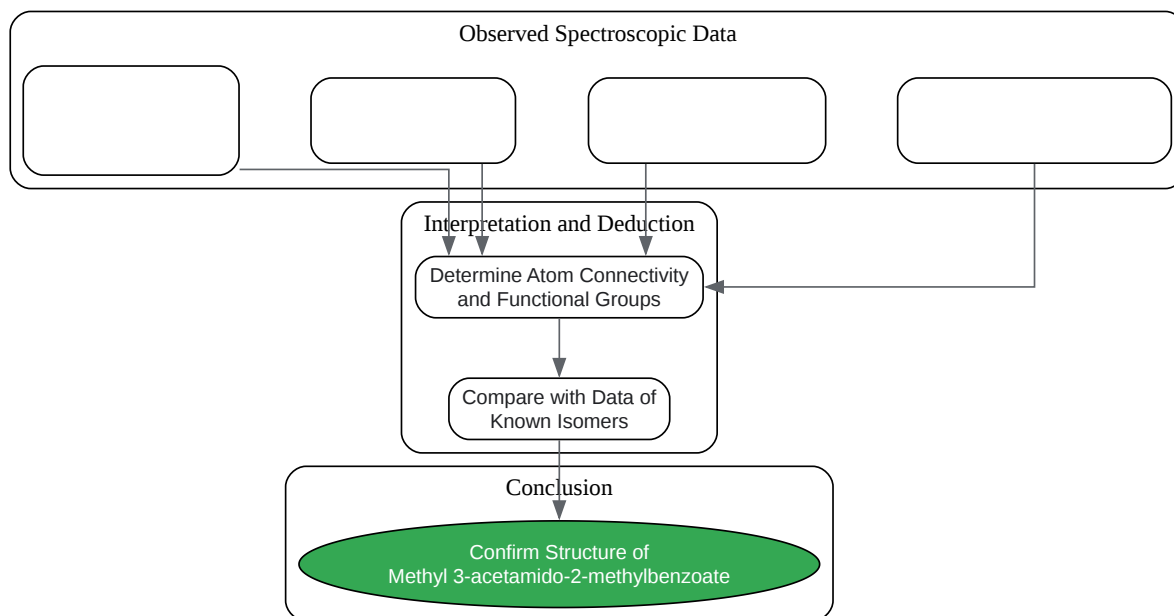 Observed Spectroscopic Data
Interpretation and Deduction
Determine Atom Connectivity
and Functional Groups
Compare with Data of
Known Isomers
Conclusion
Confirm Structure of
Methyl 3-acetamido-2-methylbenzoate